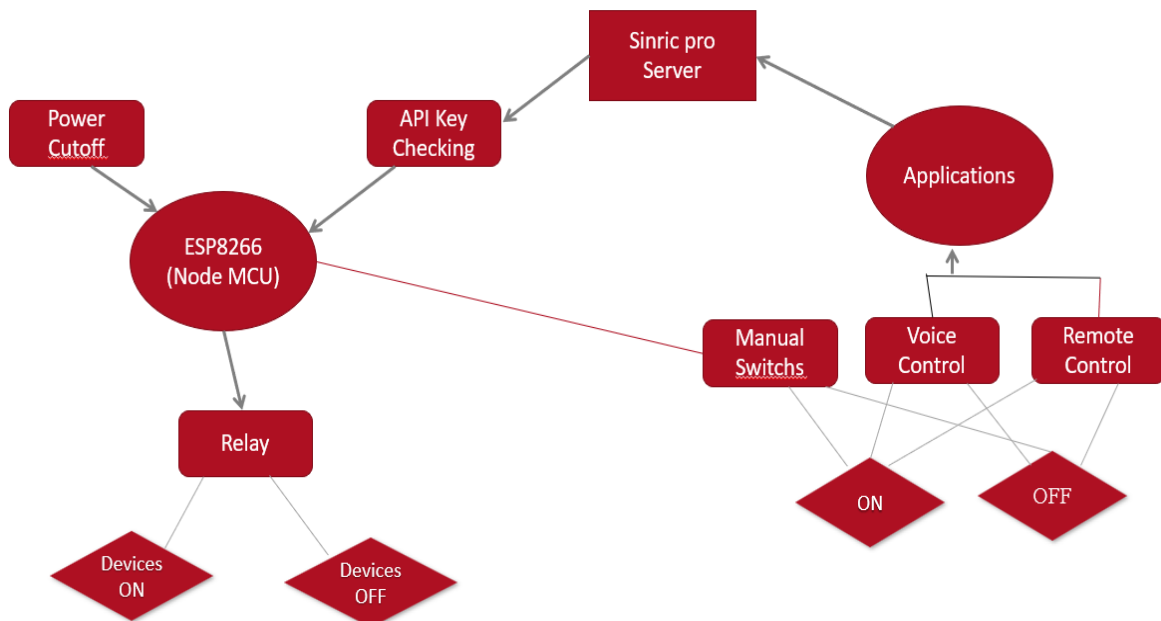 Sinric pro
Server
Power
Cutoff
API Key
Checking
Applications
ESP8266
(Node MCU)
Manual
Switchs
Voice
Control
Remote
Control
Relay
ON
OFF
Devices
ON
Devices
OFF